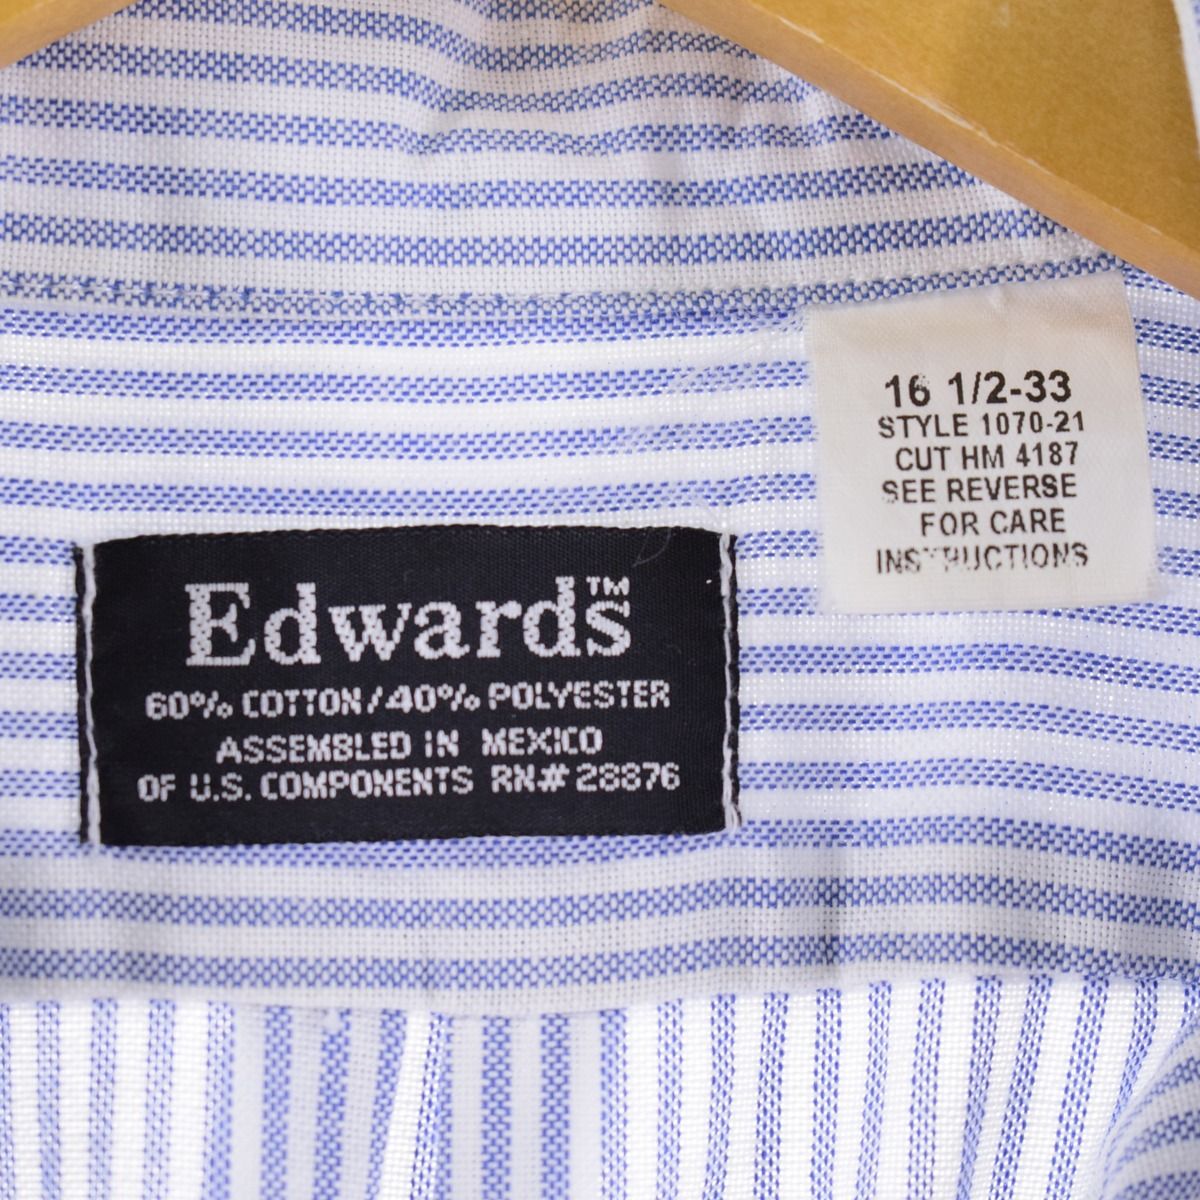 16 1/2-33
STYLE 1070-21
CUT HM 4187
SEE REVERSE
FOR CARE
INSTRUCTIONS
Edwards™
60% COTTON/40% POLYESTER
ASSEMBLED IN MEXICO
OF U.S. COMPONENTS RN# 28876